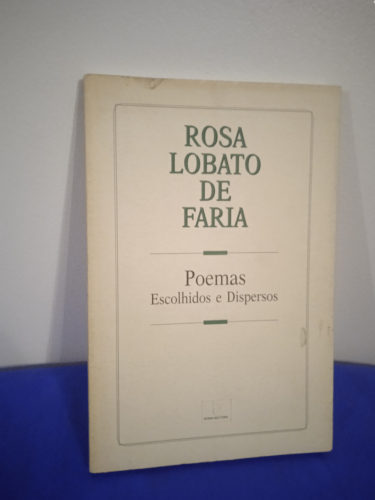 ROSA
LOBATO
DE
FARIA
Poemas
Escolhidos e Dispersos